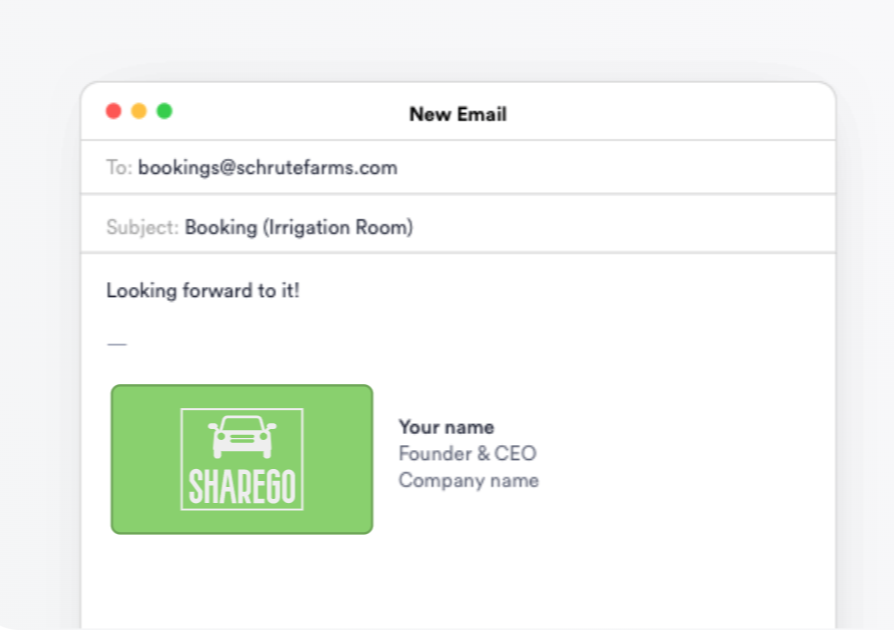 New Email
To: bookings@schrutefarms.com
Subject: Booking (Irrigation Room)
Looking forward to it!
—
SHAREGO
Your name
Founder & CEO
Company name